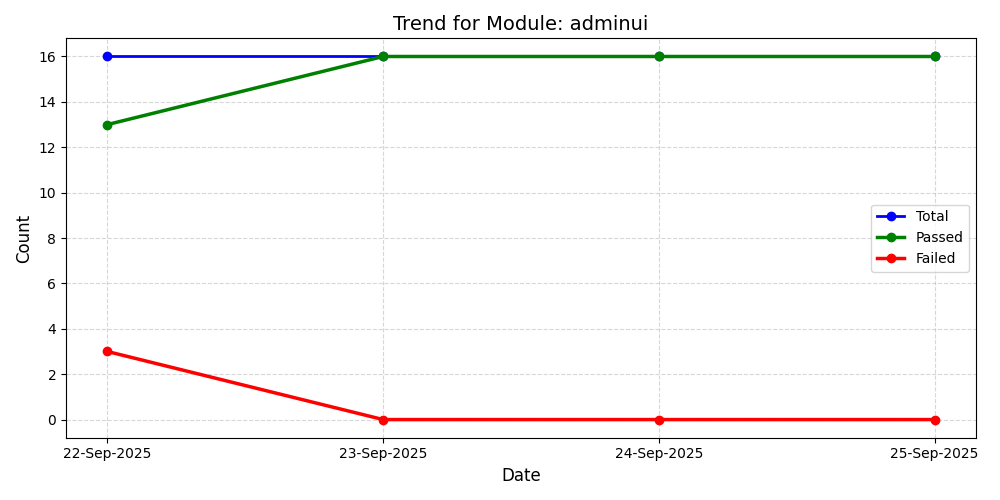 Trend for Module: adminui
Count
16
14
12
10
8
6
4
2
0
Total
Passed
Failed
22-Sep-2025 23-Sep-2025 24-Sep-2025 25-Sep-2025
Date